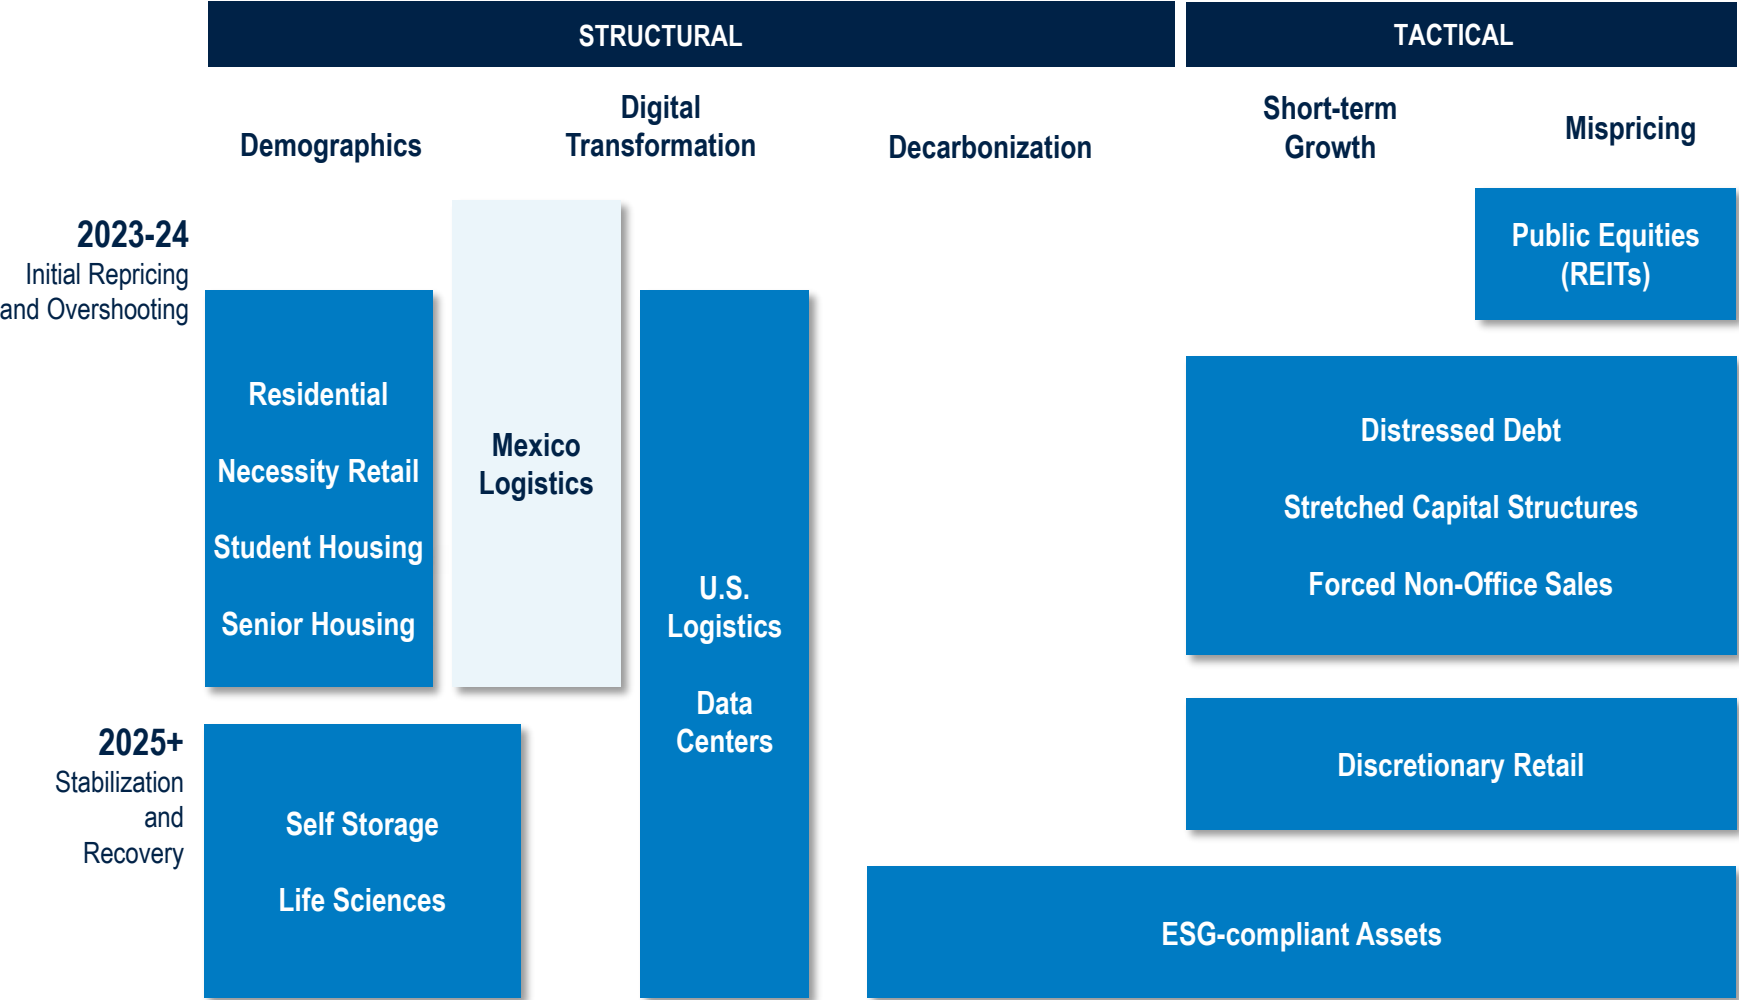 STRUCTURAL
TACTICAL
Demographics
Digital
Transformation
Decarbonization
Short-term
Growth
Mispricing
2023-24
Initial Repricing
and Overshooting
Residential
Necessity Retail
Student Housing
Senior Housing
Mexico
Logistics
U.S.
Logistics
Data
Centers
Public Equities
(REITs)
Distressed Debt
Stretched Capital Structures
Forced Non-Office Sales
2025+
Stabilization
and
Recovery
Self Storage
Life Sciences
Discretionary Retail
ESG-compliant Assets